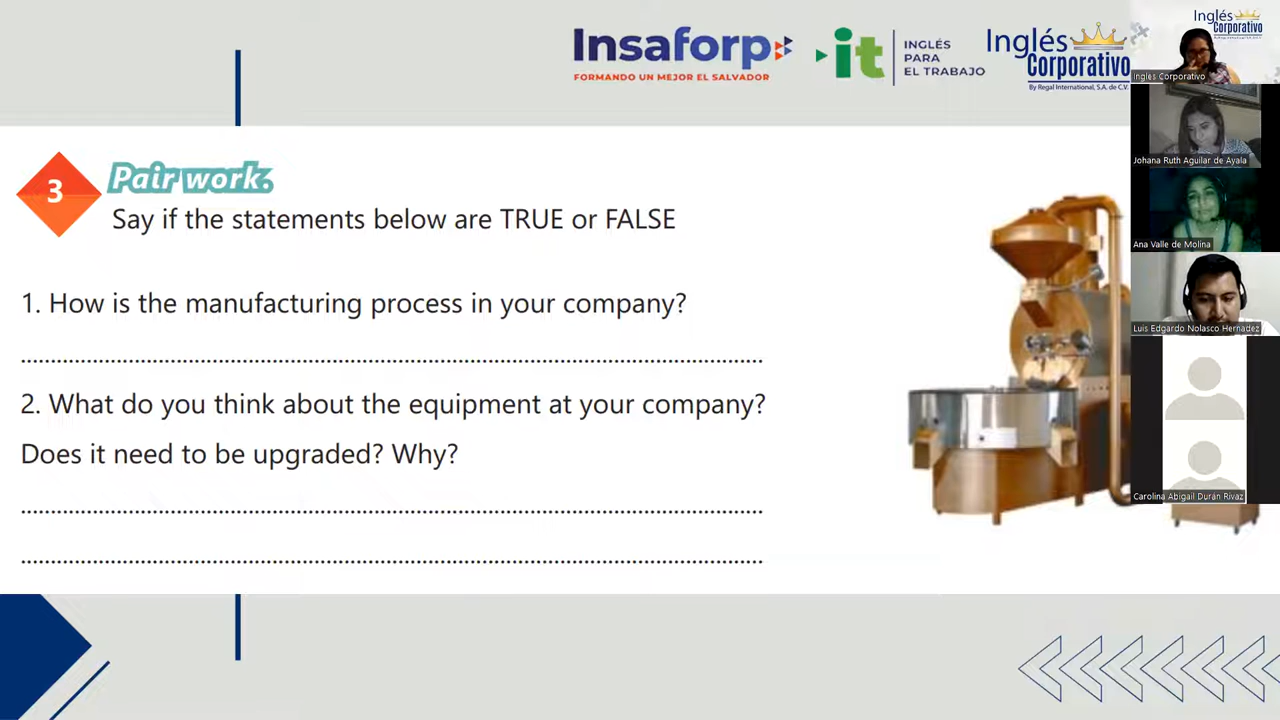 Insaforp
FORMANDO UN MEJOR EL SALVADOR
it
INGLÉS
PARA
EL TRABAJO
Inglés
Corporativo
By Regal International, S.A. de C.V.
Inglés
Corporativo
Inglés Corporativo
Johana Ruth Aguilar de Ayala
Ana Valle de Molina
Luis Edgardo Nolasco Hernadez
Carolina Abigail Durán Rivaz
3
Pair work.
Say if the statements below are TRUE or FALSE
1. How is the manufacturing process in your company?
2. What do you think about the equipment at your company?
Does it need to be upgraded? Why?